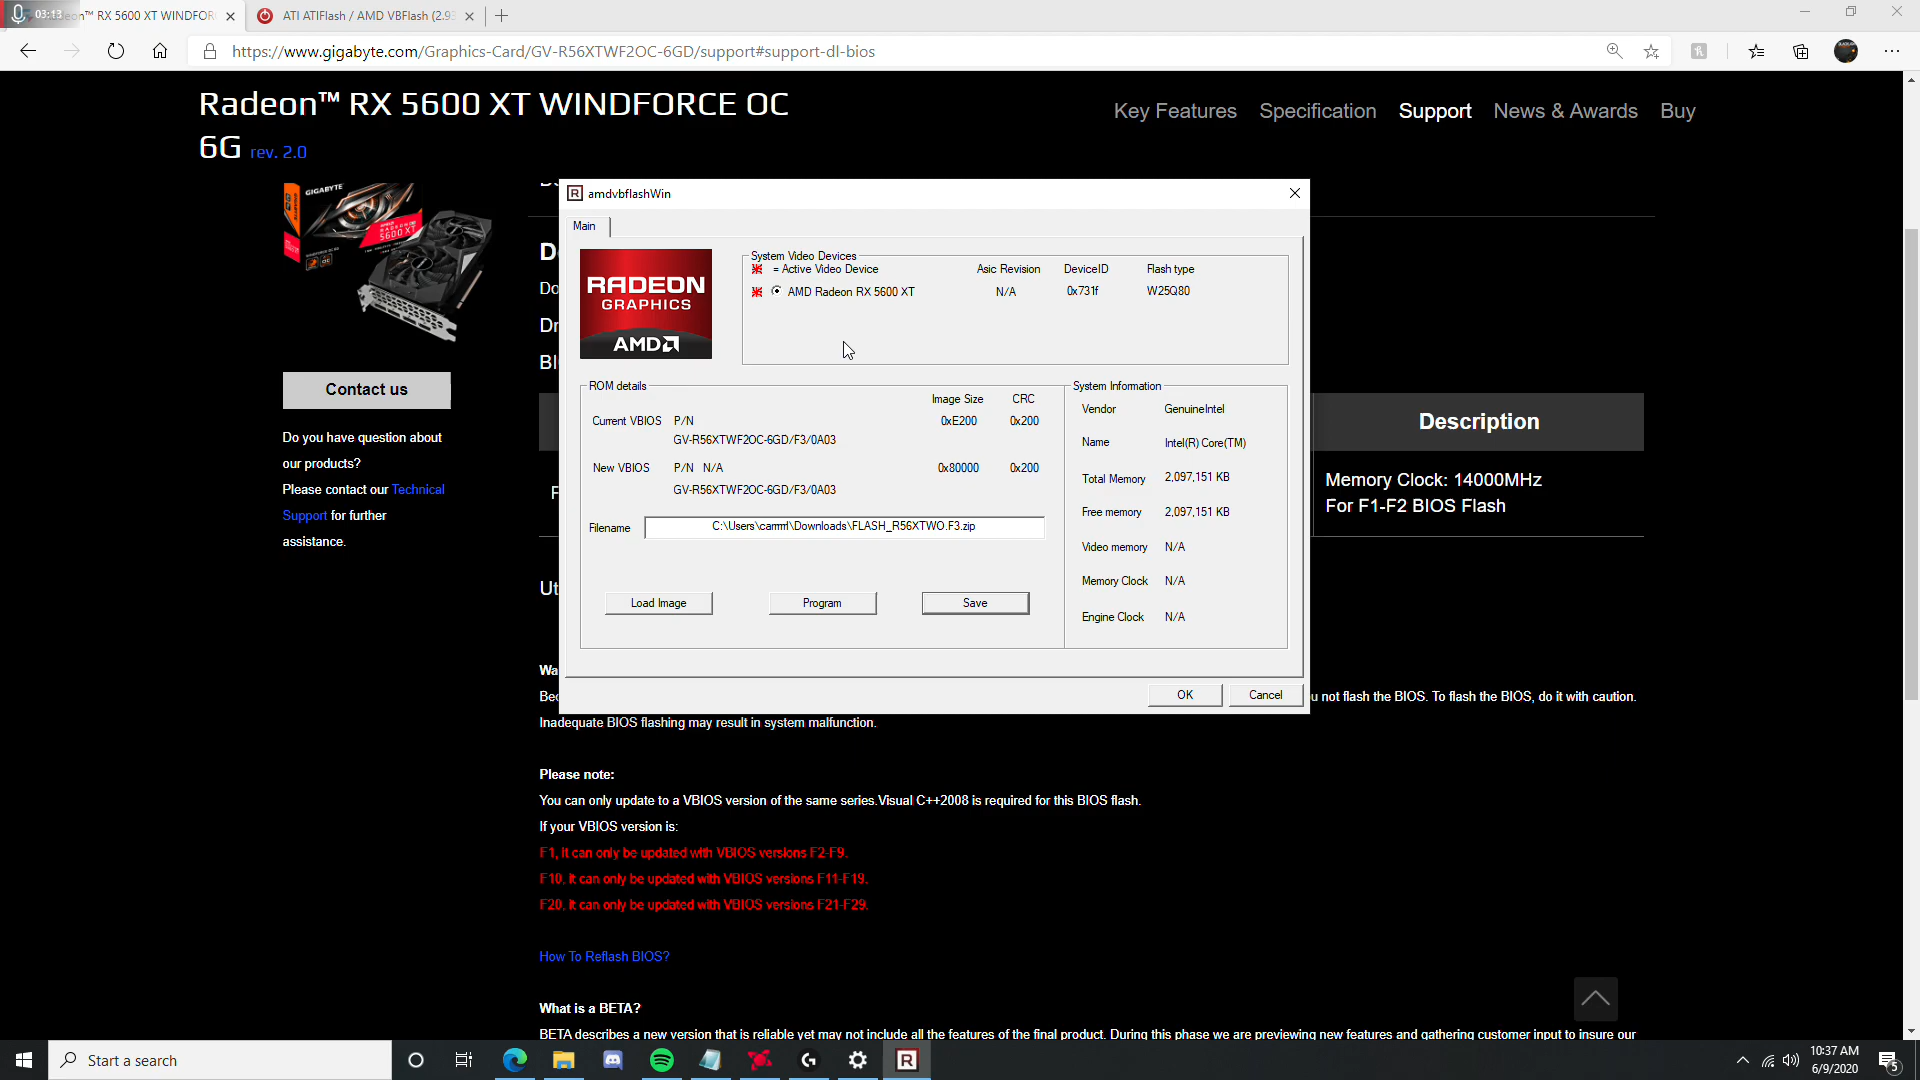 03:13
™ RX 5600 XT WINDFOR
ATI ATIFlash / AMD VBFlash (2.93
https://www.gigabyte.com/Graphics-Card/GV-R56XTWF2OC-6GD/support#support-dl-bios
Radeon™ RX 5600 XT WINDFORCE OC
6G rev. 2.0
Key Features Specification Support News & Awards Buy
GIGABYTE
5600 XT
Contact us
Do you have question about
our products?
Please contact our Technical
Support for further
assistance.
amdvbflashWin
Main
RADEON
GRAPHICS
AMD
System Video Devices
= Active Video Device Asic Revision DeviceID Flash type
AMD Radeon RX 5600 XT N/A 0x731f W25Q80
ROM details
Image Size CRC
Current VBIOS P/N 0xE200 0x200
GV-R56XTWF2OC-6GD/F3/0A03
New VBIOS P/N N/A 0x80000 0x200
GV-R56XTWF2OC-6GD/F3/0A03
Filename C:\Users\carrrrrl\Downloads\FLASH_R56XTWO.F3.zip
Load Image Program Save
System Information
Vendor GenuineIntel
Name Intel(R) Core(TM)
Total Memory 2,097,151 KB
Free memory 2,097,151 KB
Video memory N/A
Memory Clock N/A
Engine Clock N/A
OK Cancel
Description
Memory Clock: 14000MHz
For F1-F2 BIOS Flash
Do
Dr
Ut
Wa
Bec
u not flash the BIOS. To flash the BIOS, do it with caution.
Inadequate BIOS flashing may result in system malfunction.
Please note:
You can only update to a VBIOS version of the same series.Visual C++2008 is required for this BIOS flash.
If your VBIOS version is:
F1, it can only be updated with VBIOS versions F2-F9.
F10, it can only be updated with VBIOS versions F11-F19.
F20, it can only be updated with VBIOS versions F21-F29.
How To Reflash BIOS?
What is a BETA?
BETA describes a new version that is reliable yet may not include all the features of the final product. During this phase we are previewing new features and gathering customer input to insure our
Start a search
10:37 AM
6/9/2020
5